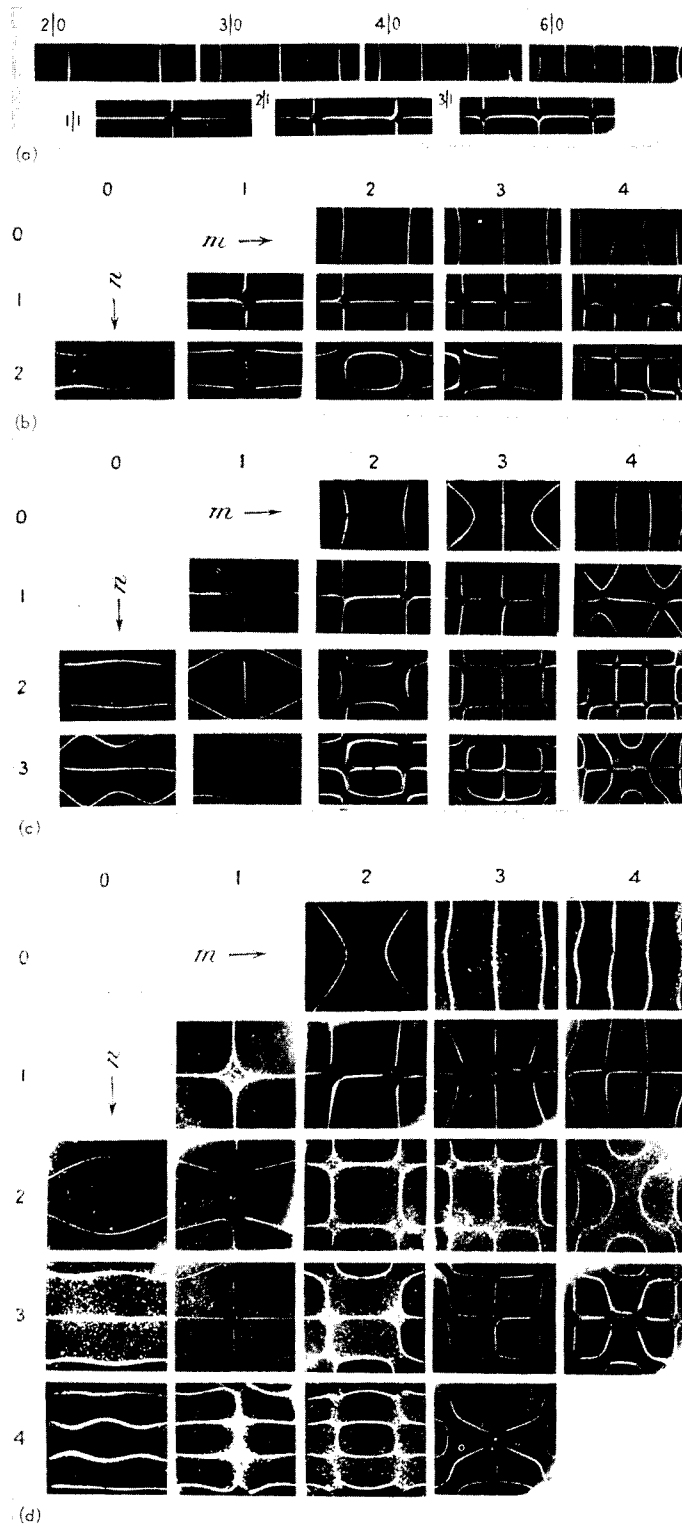 2|0 3|0 4|0 6|0
1|1 2|1 3|1
(a)
0 1 2 3 4
0 m →
1 n →
2
(b)
0 1 2 3 4
0 m →
1 n →
2
3
(c)
0 1 2 3 4
0 m →
1 n →
2
3
4
(d)